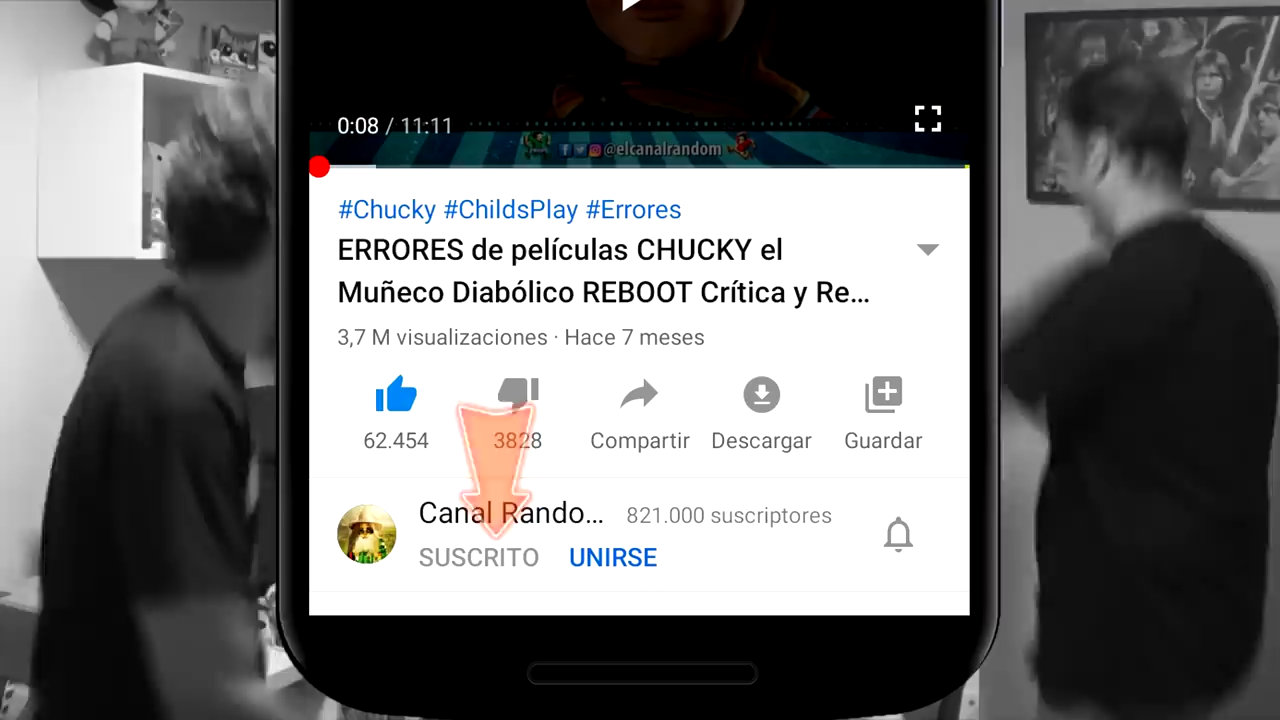 0:08 / 11:11
@elcanalrandom
#Chucky #ChildsPlay #Errores
ERRORES de películas CHUCKY el
Muñeco Diabólico REBOOT Crítica y Re...
3,7 M visualizaciones · Hace 7 meses
62.454 3828 Compartir Descargar Guardar
Canal Rando... 821.000 suscriptores
SUSCRITO UNIRSE